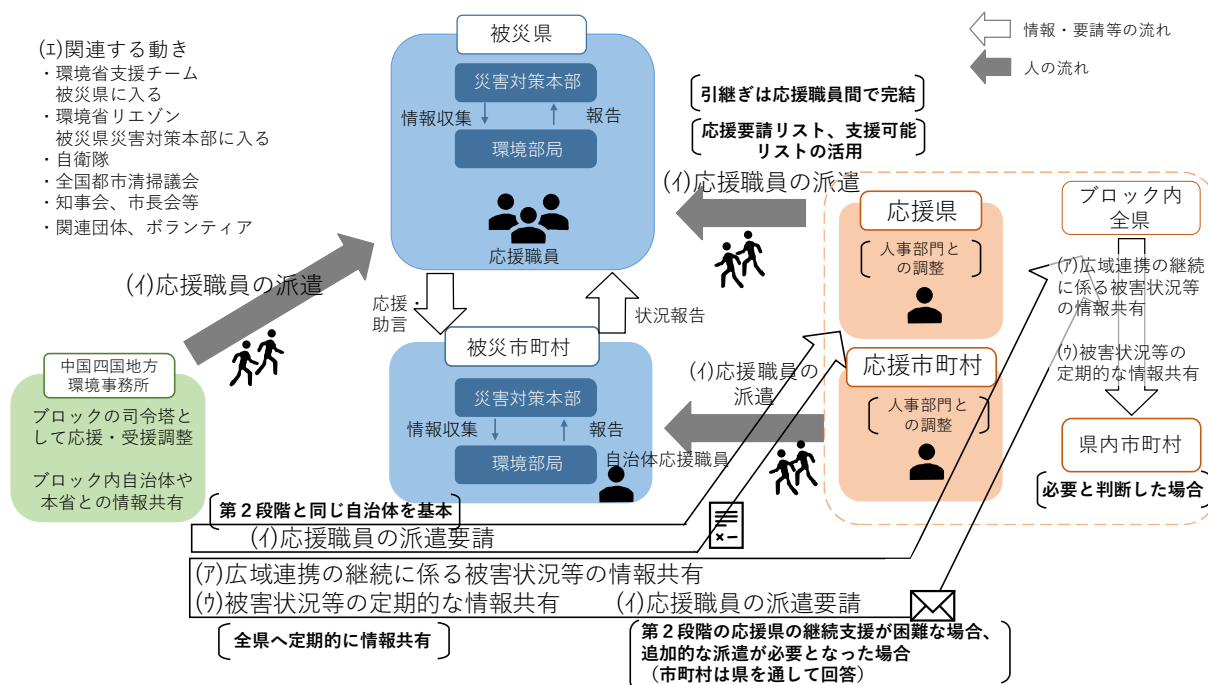 (ｴ)関連する動き
・環境省支援チーム
被災県に入る
・環境省リエゾン
被災県災害対策本部に入る
・自衛隊
・全国都市清掃議会
・知事会、市長会等
・関連団体、ボランティア
被災県
災害対策本部
情報収集
報告
環境部局
応援職員
情報・要請等の流れ
人の流れ
引継ぎは応援職員間で完結
応援要請リスト、支援可能
リストの活用
(ｲ)応援職員の派遣
応援県
人事部門と
の調整
ブロック内
全県
(ｱ)広域連携の継続
に係る被害状況等
の情報共有
(ｳ)被害状況等の
定期的な情報共有
県内市町村
必要と判断した場合
(ｲ)応援職員の派遣
応援・
助言
状況報告
中国四国地方
環境事務所
ブロックの司令塔と
して応援・受援調整
ブロック内自治体や
本省との情報共有
被災市町村
災害対策本部
情報収集
報告
環境部局
自治体応援職員
(ｲ)応援職員の
派遣
応援市町村
人事部門と
の調整
第２段階と同じ自治体を基本
(ｲ)応援職員の派遣要請
(ｱ)広域連携の継続に係る被害状況等の情報共有
(ｳ)被害状況等の定期的な情報共有
(ｲ)応援職員の派遣要請
全県へ定期的に情報共有
第２段階の応援県の継続支援が困難な場合、
追加的な派遣が必要となった場合
（市町村は県を通して回答）